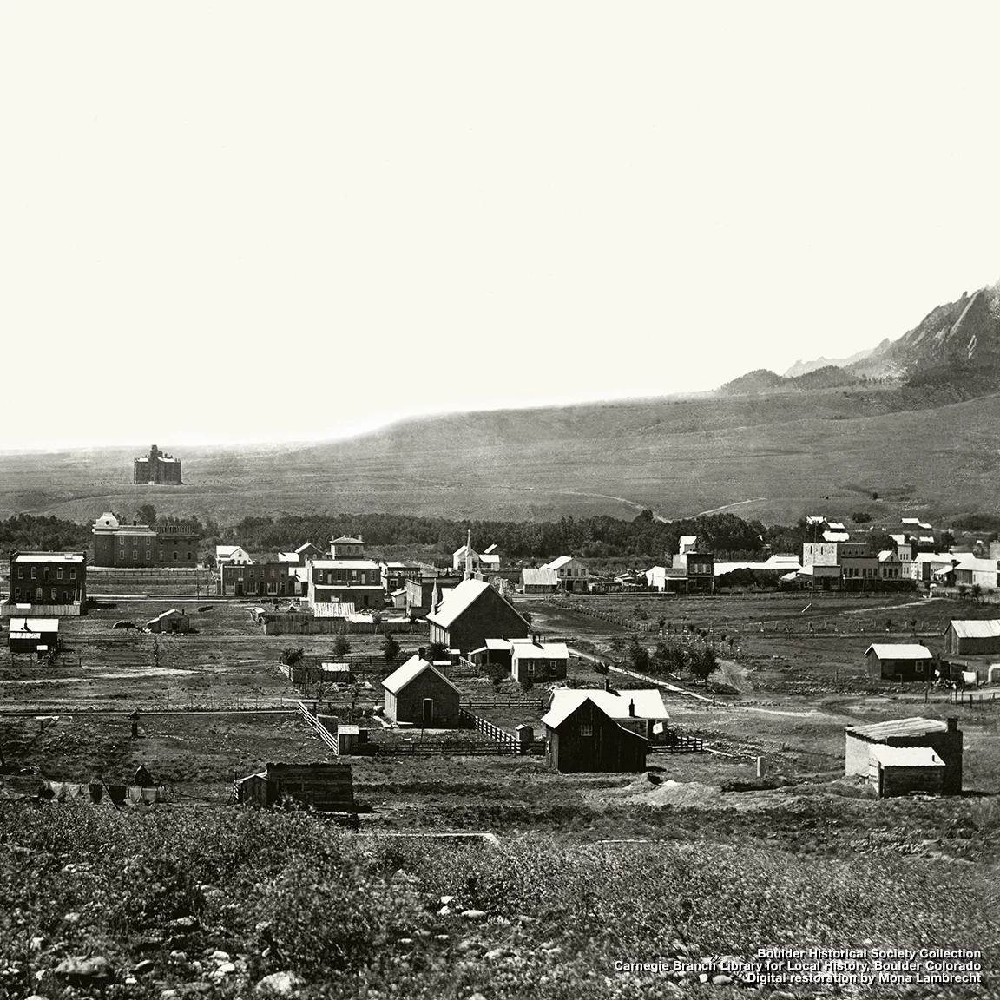 Boulder Historical Society Collection
Carnegie Branch Library for Local History, Boulder Colorado
Digital restoration by Mona Lambrecht